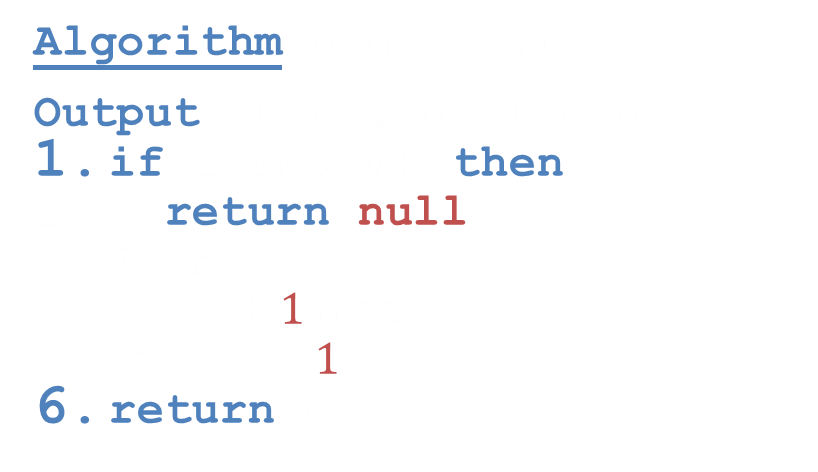 Algorithm
Output
1. if then
return null
1
1
6. return